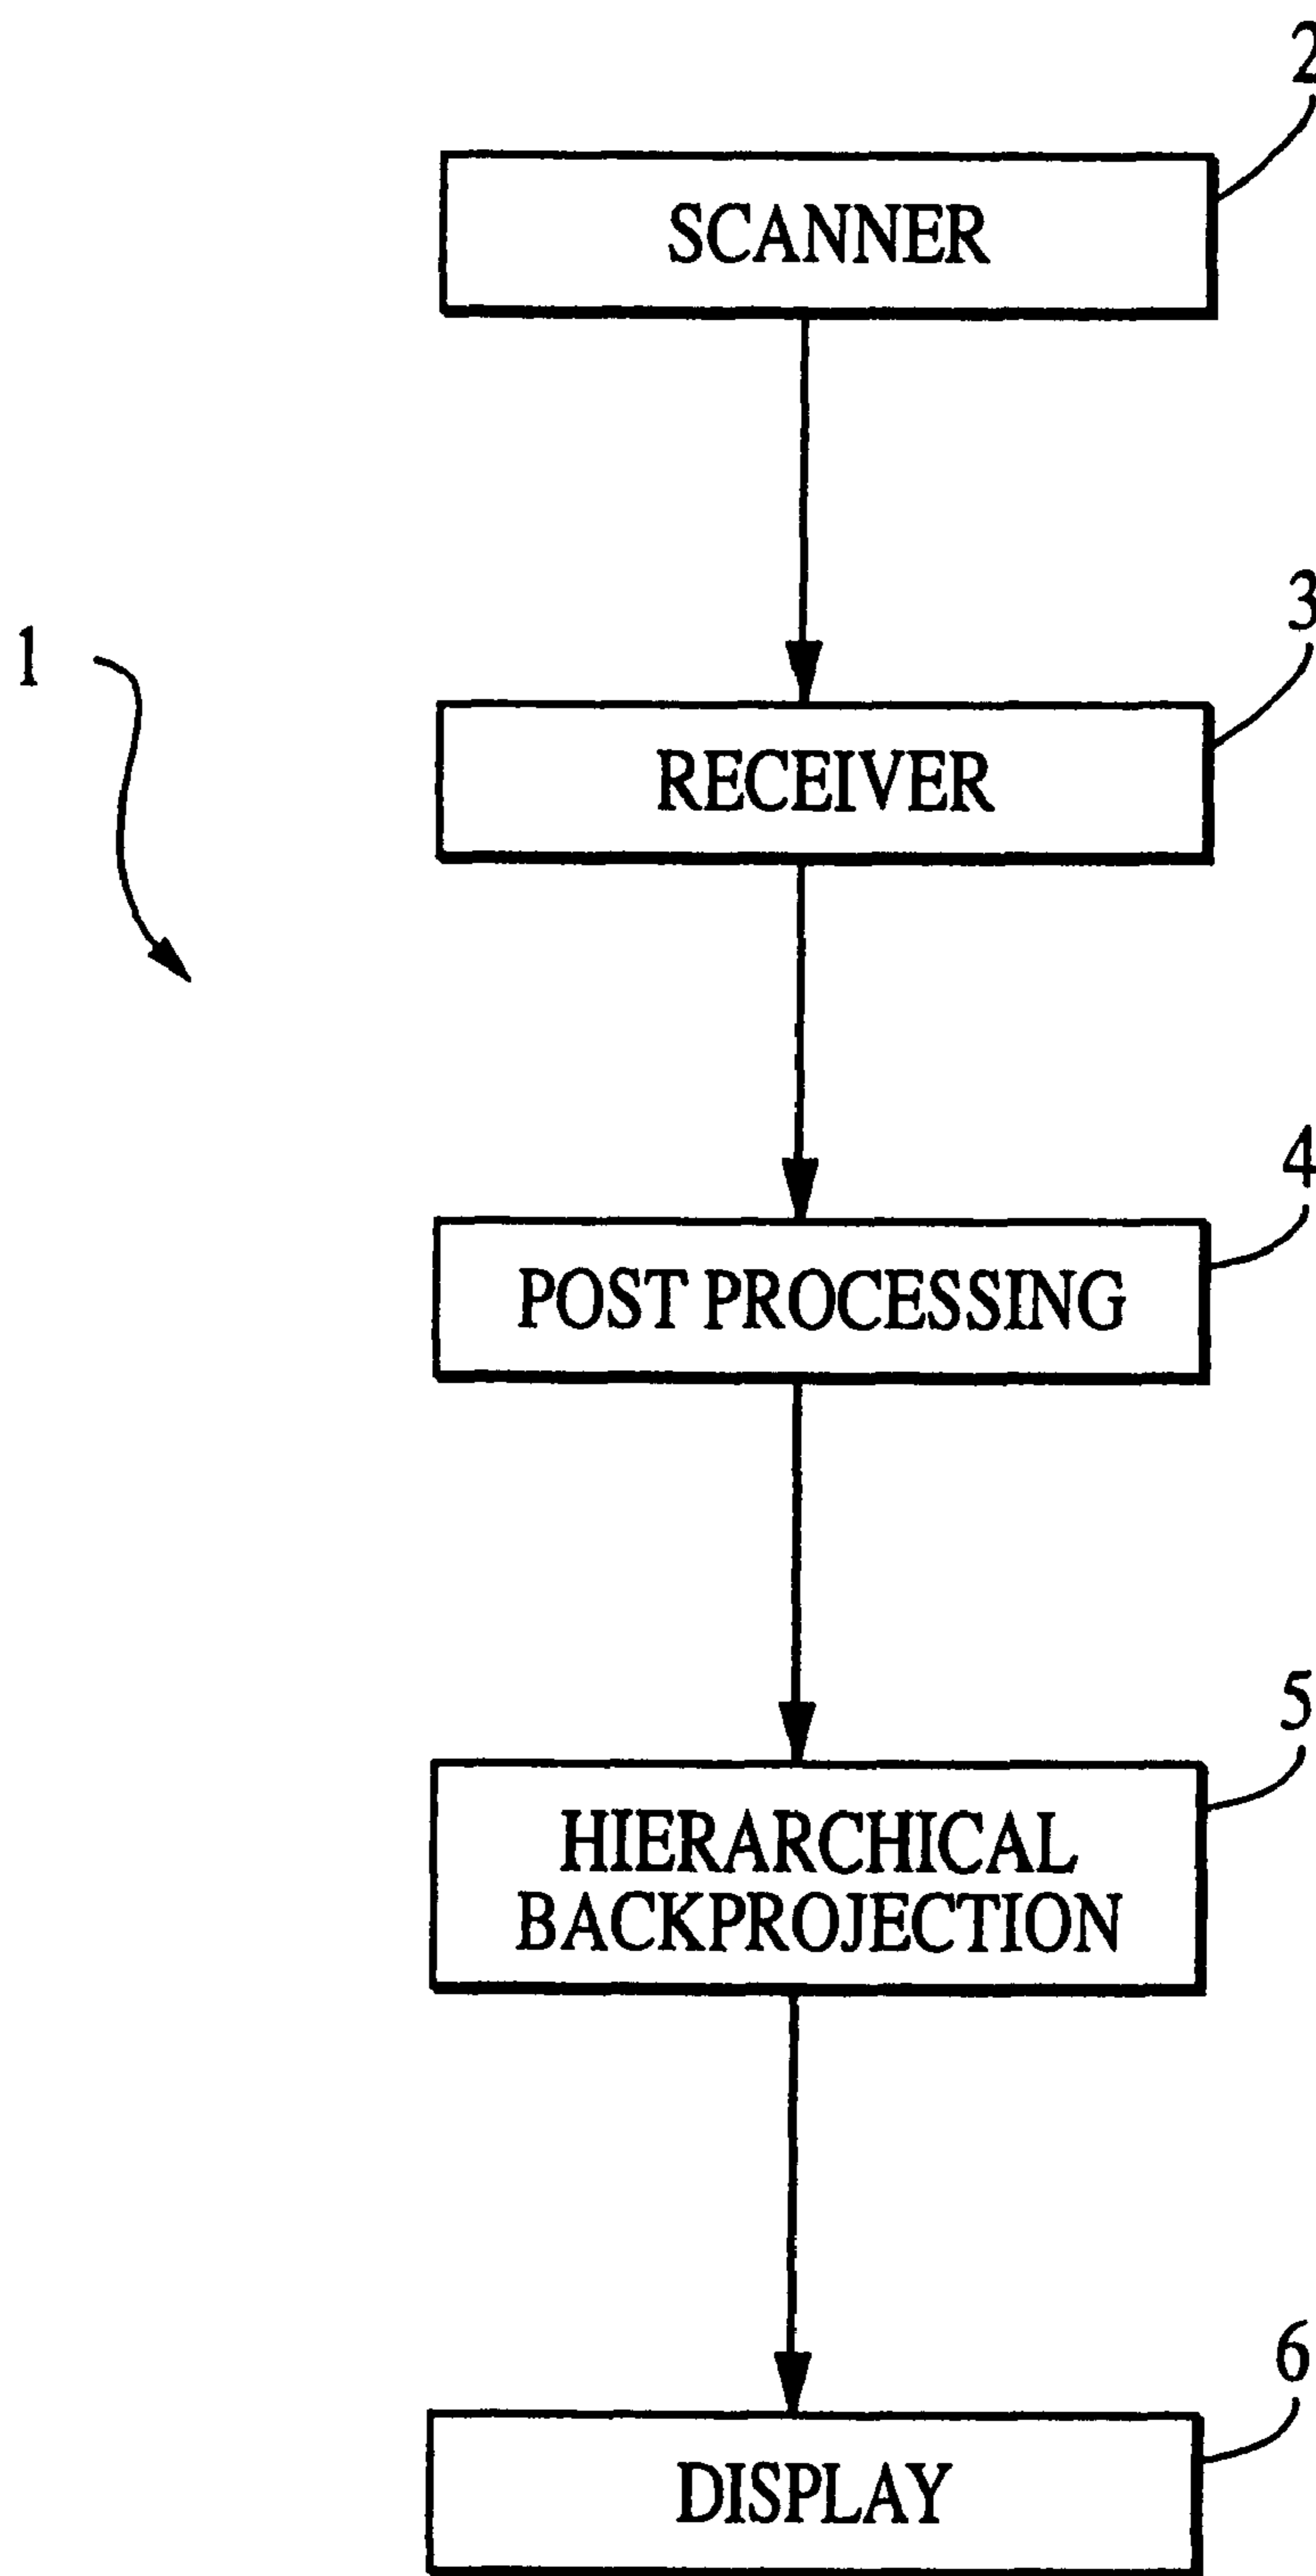 2
SCANNER
3
1
RECEIVER
4
POST PROCESSING
5
HIERARCHICAL
BACKPROJECTION
6
DISPLAY